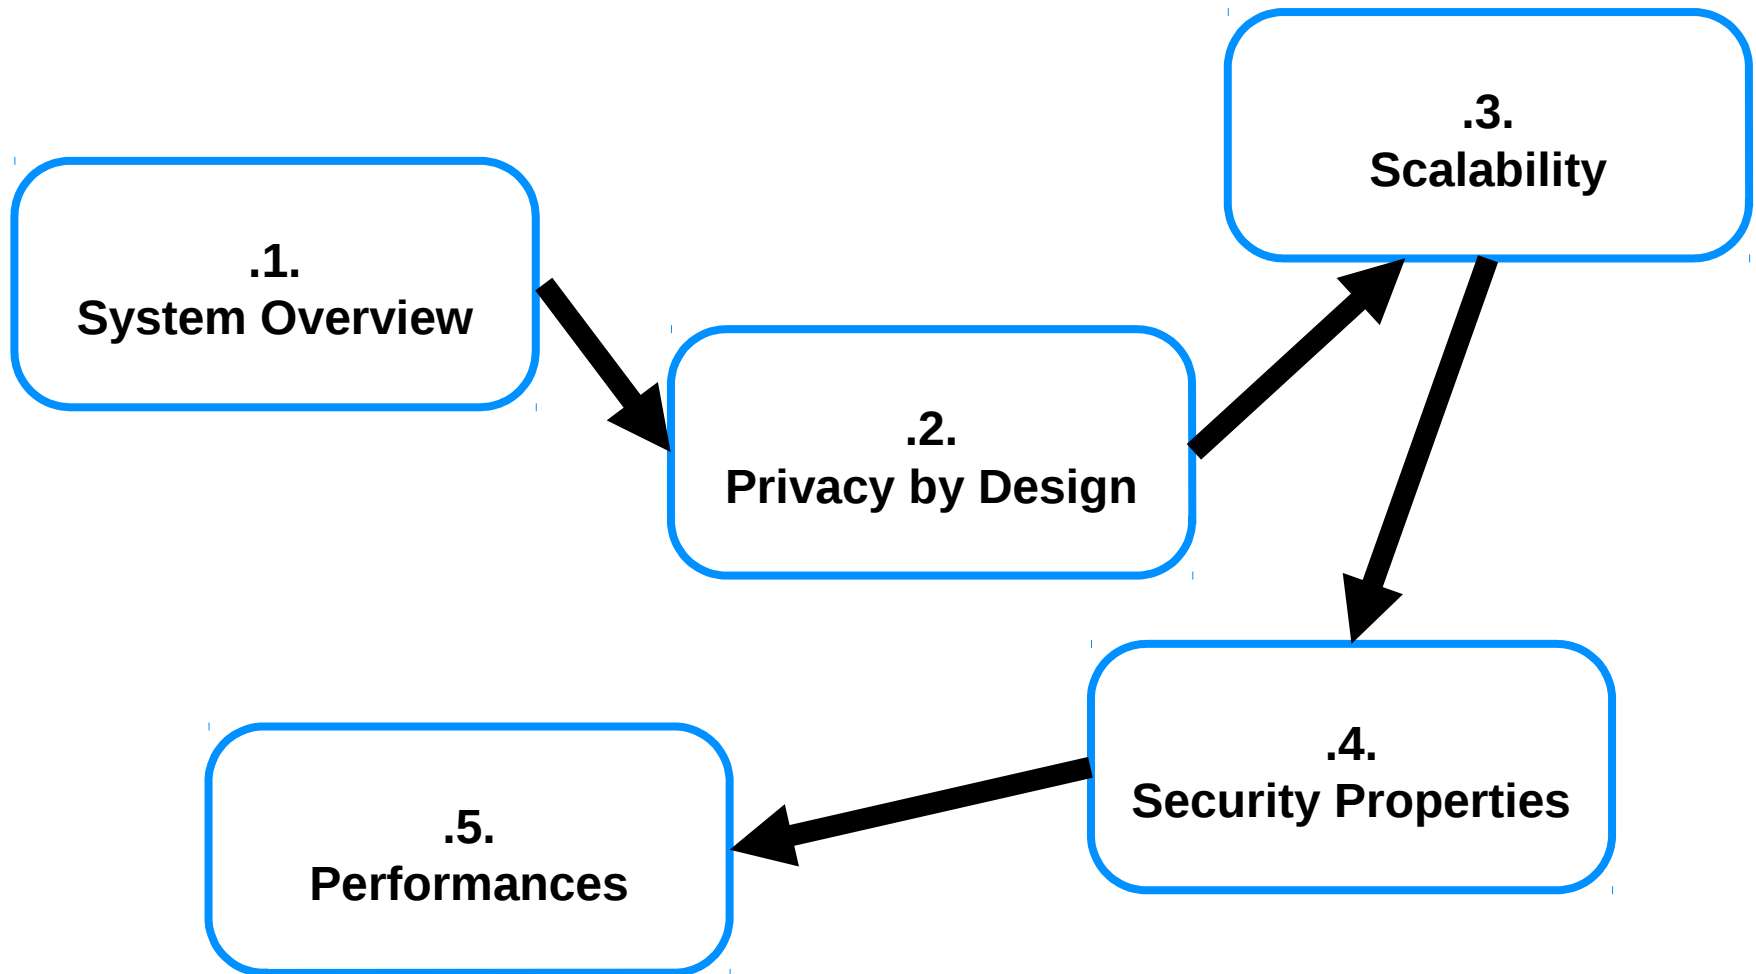 .1.
System Overview
.2.
Privacy by Design
.3.
Scalability
.4.
Security Properties
.5.
Performances